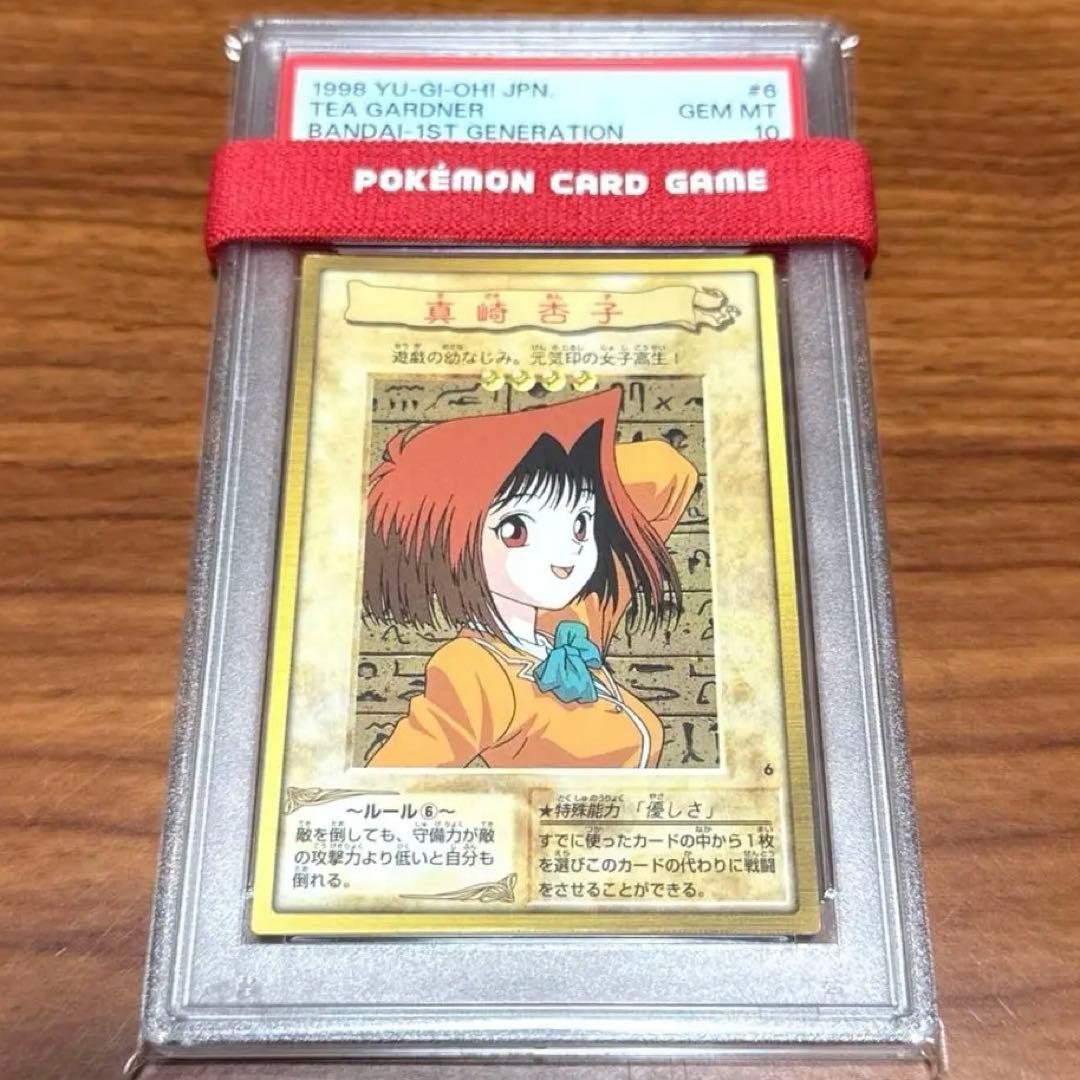 1998 YU-GI-OH! JPN. #6
TEA GARDNER GEM MT
BANDAI-1ST GENERATION 10
POKÉMON CARD GAME
真崎杏子
遊戯の幼なじみ。元気印の女子高生！
6
～ルール⑥～
敵を倒しても、守備力が敵
の攻撃力より低いと自分も
倒れる。
★特殊能力「優しさ」
すでに使ったカードの中から1枚
を選びこのカードの代わりに戦闘
をさせることができる。